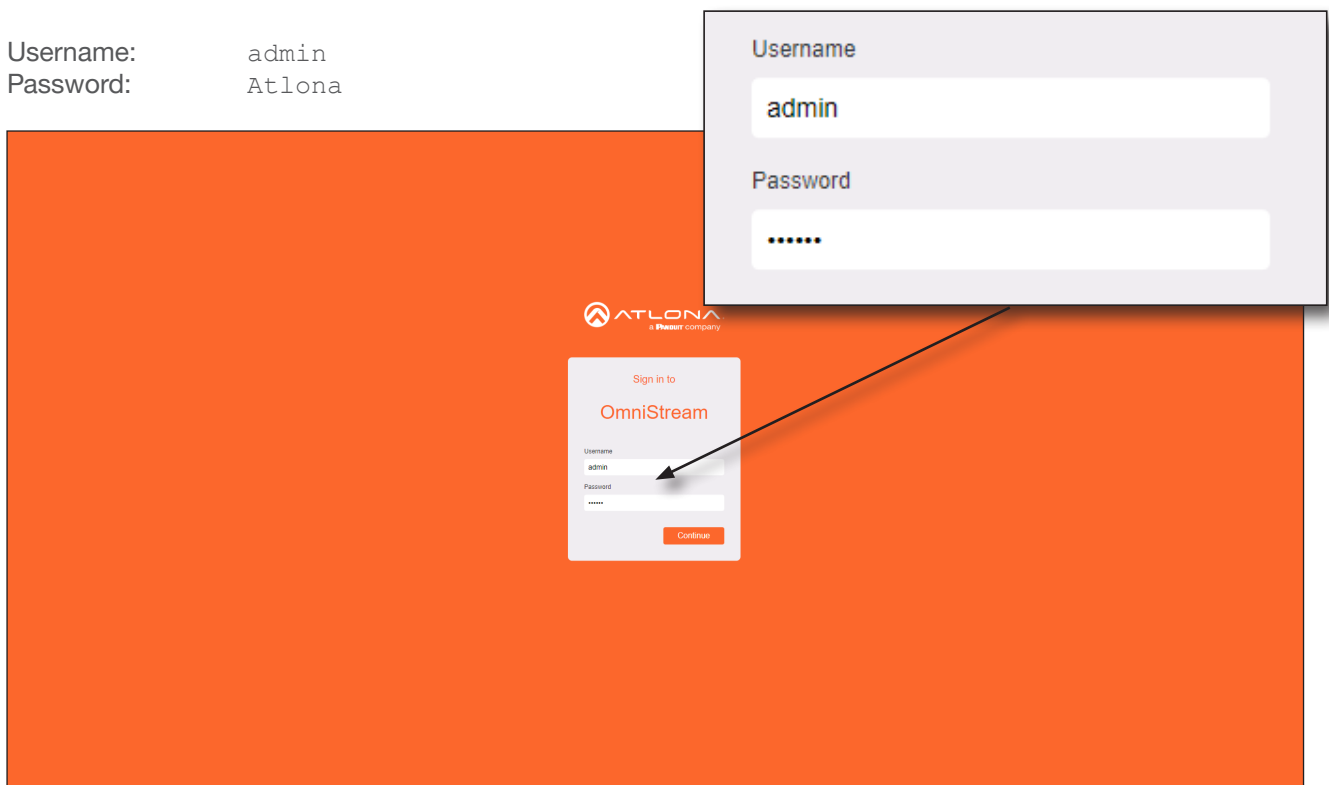 Username: admin
Password: Atlona
Username
admin
Password
••••••
ATLONA
a PANDUIT company
Sign in to
OmniStream
Username
admin
Password
••••••
Continue